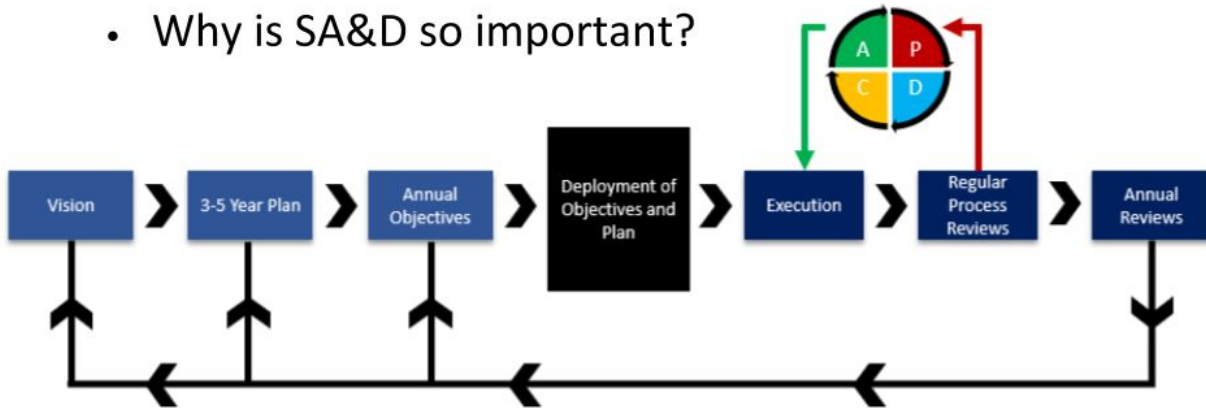 • Why is SA&D so important?
A P
C D
Vision
3-5 Year Plan
Annual
Objectives
Deployment of
Objectives and
Plan
Execution
Regular
Process
Reviews
Annual
Reviews